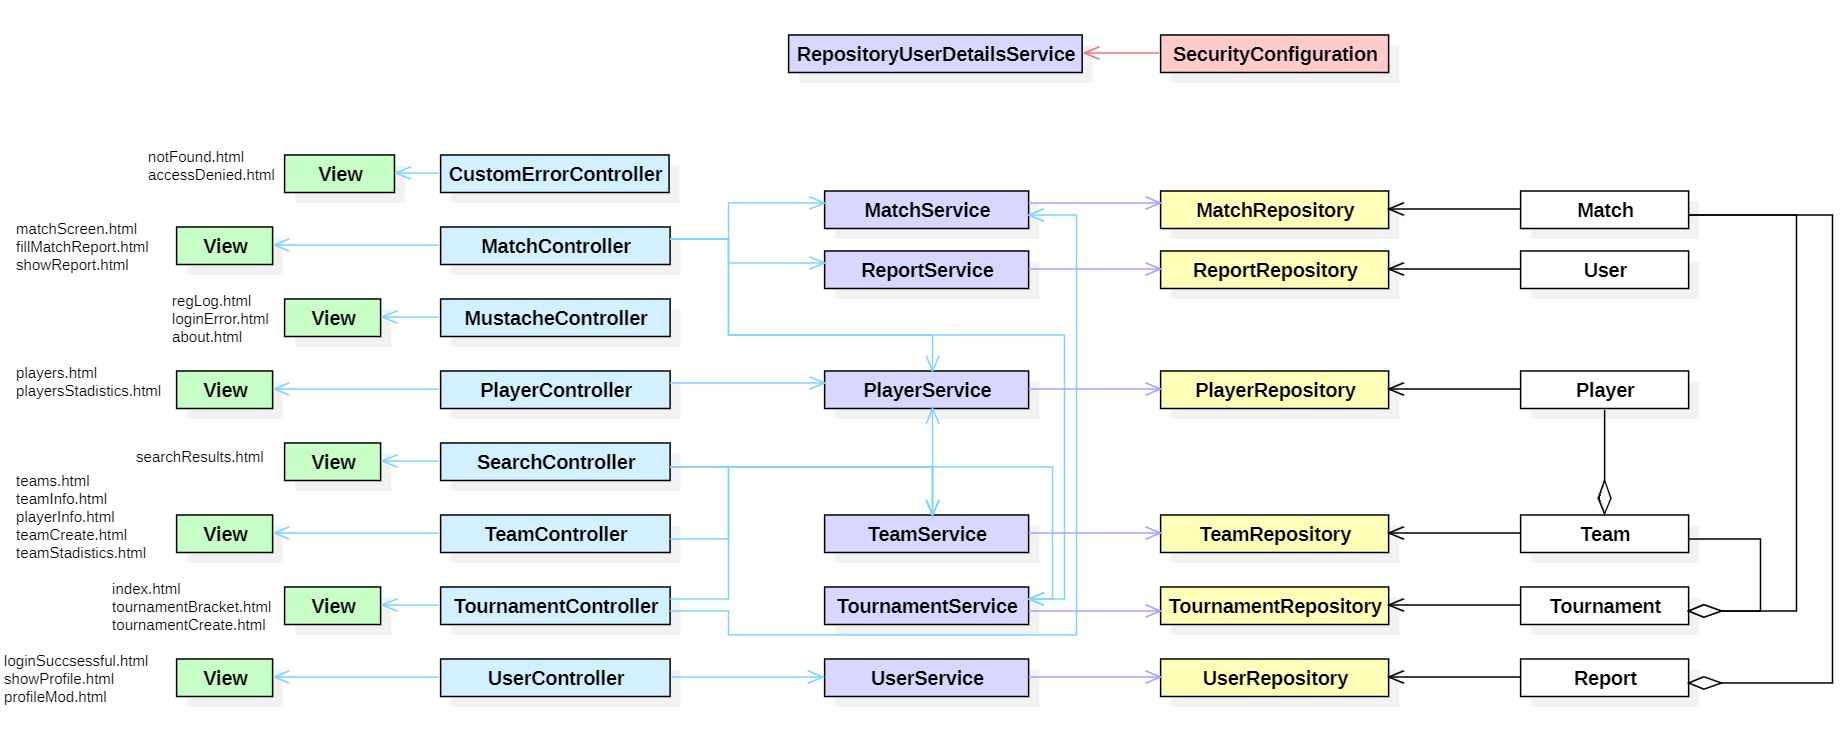 RepositoryUserDetailsService
SecurityConfiguration
notFound.html
accessDenied.html
View
CustomErrorController
MatchService
MatchRepository
Match
matchScreen.html
fillMatchReport.html
showReport.html
View
MatchController
ReportService
ReportRepository
User
regLog.html
loginError.html
about.html
View
MustacheController
players.html
playersStadistics.html
View
PlayerController
PlayerService
PlayerRepository
Player
searchResults.html
View
SearchController
teams.html
teamInfo.html
playerInfo.html
teamCreate.html
teamStadistics.html
View
TeamController
TeamService
TeamRepository
Team
index.html
tournamentBracket.html
tournamentCreate.html
View
TournamentController
TournamentService
TournamentRepository
Tournament
loginSuccsessful.html
showProfile.html
profileMod.html
View
UserController
UserService
UserRepository
Report